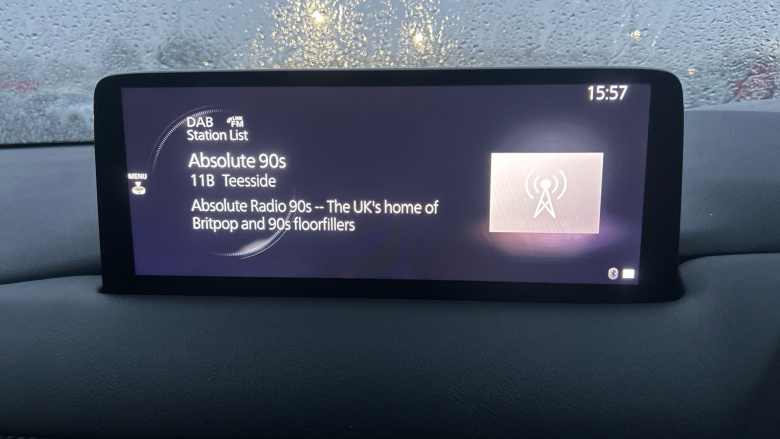 15:57
DAB LINK FM
Station List
MENU
Absolute 90s
11B Teesside
Absolute Radio 90s -- The UK's home of
Britpop and 90s floorfillers